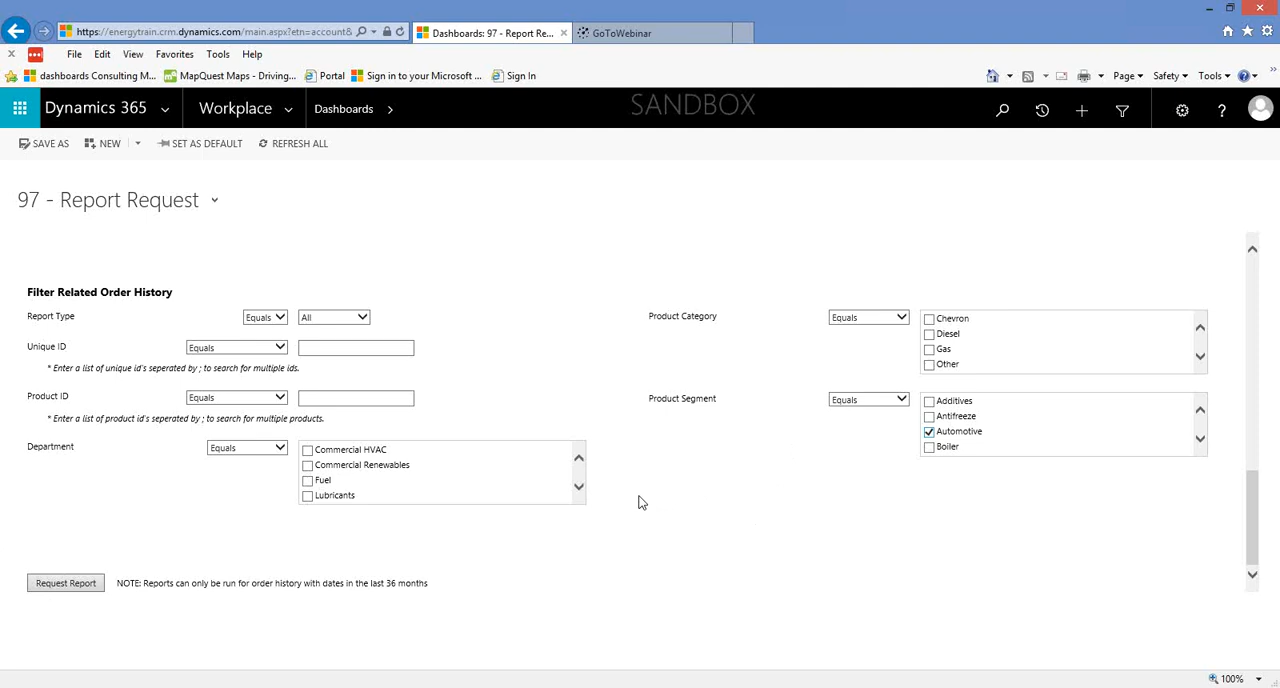 https://energytrain.crm.dynamics.com/main.aspx?etn=account&
Dashboards: 97 - Report Re...
GoToWebinar
File Edit View Favorites Tools Help
dashboards Consulting M... MapQuest Maps - Driving... Portal Sign in to your Microsoft ... Sign In
Page Safety Tools
Dynamics 365 Workplace Dashboards SANDBOX
SAVE AS NEW SET AS DEFAULT REFRESH ALL
97 - Report Request
Filter Related Order History
Report Type Equals All
Product Category Equals
Chevron
Diesel
Gas
Other
Unique ID Equals
* Enter a list of unique id's seperated by ; to search for multiple ids.
Product ID Equals
* Enter a list of product id's seperated by ; to search for multiple products.
Product Segment Equals
Additives
Antifreeze
Automotive
Boiler
Department Equals
Commercial HVAC
Commercial Renewables
Fuel
Lubricants
Request Report NOTE: Reports can only be run for order history with dates in the last 36 months
100%